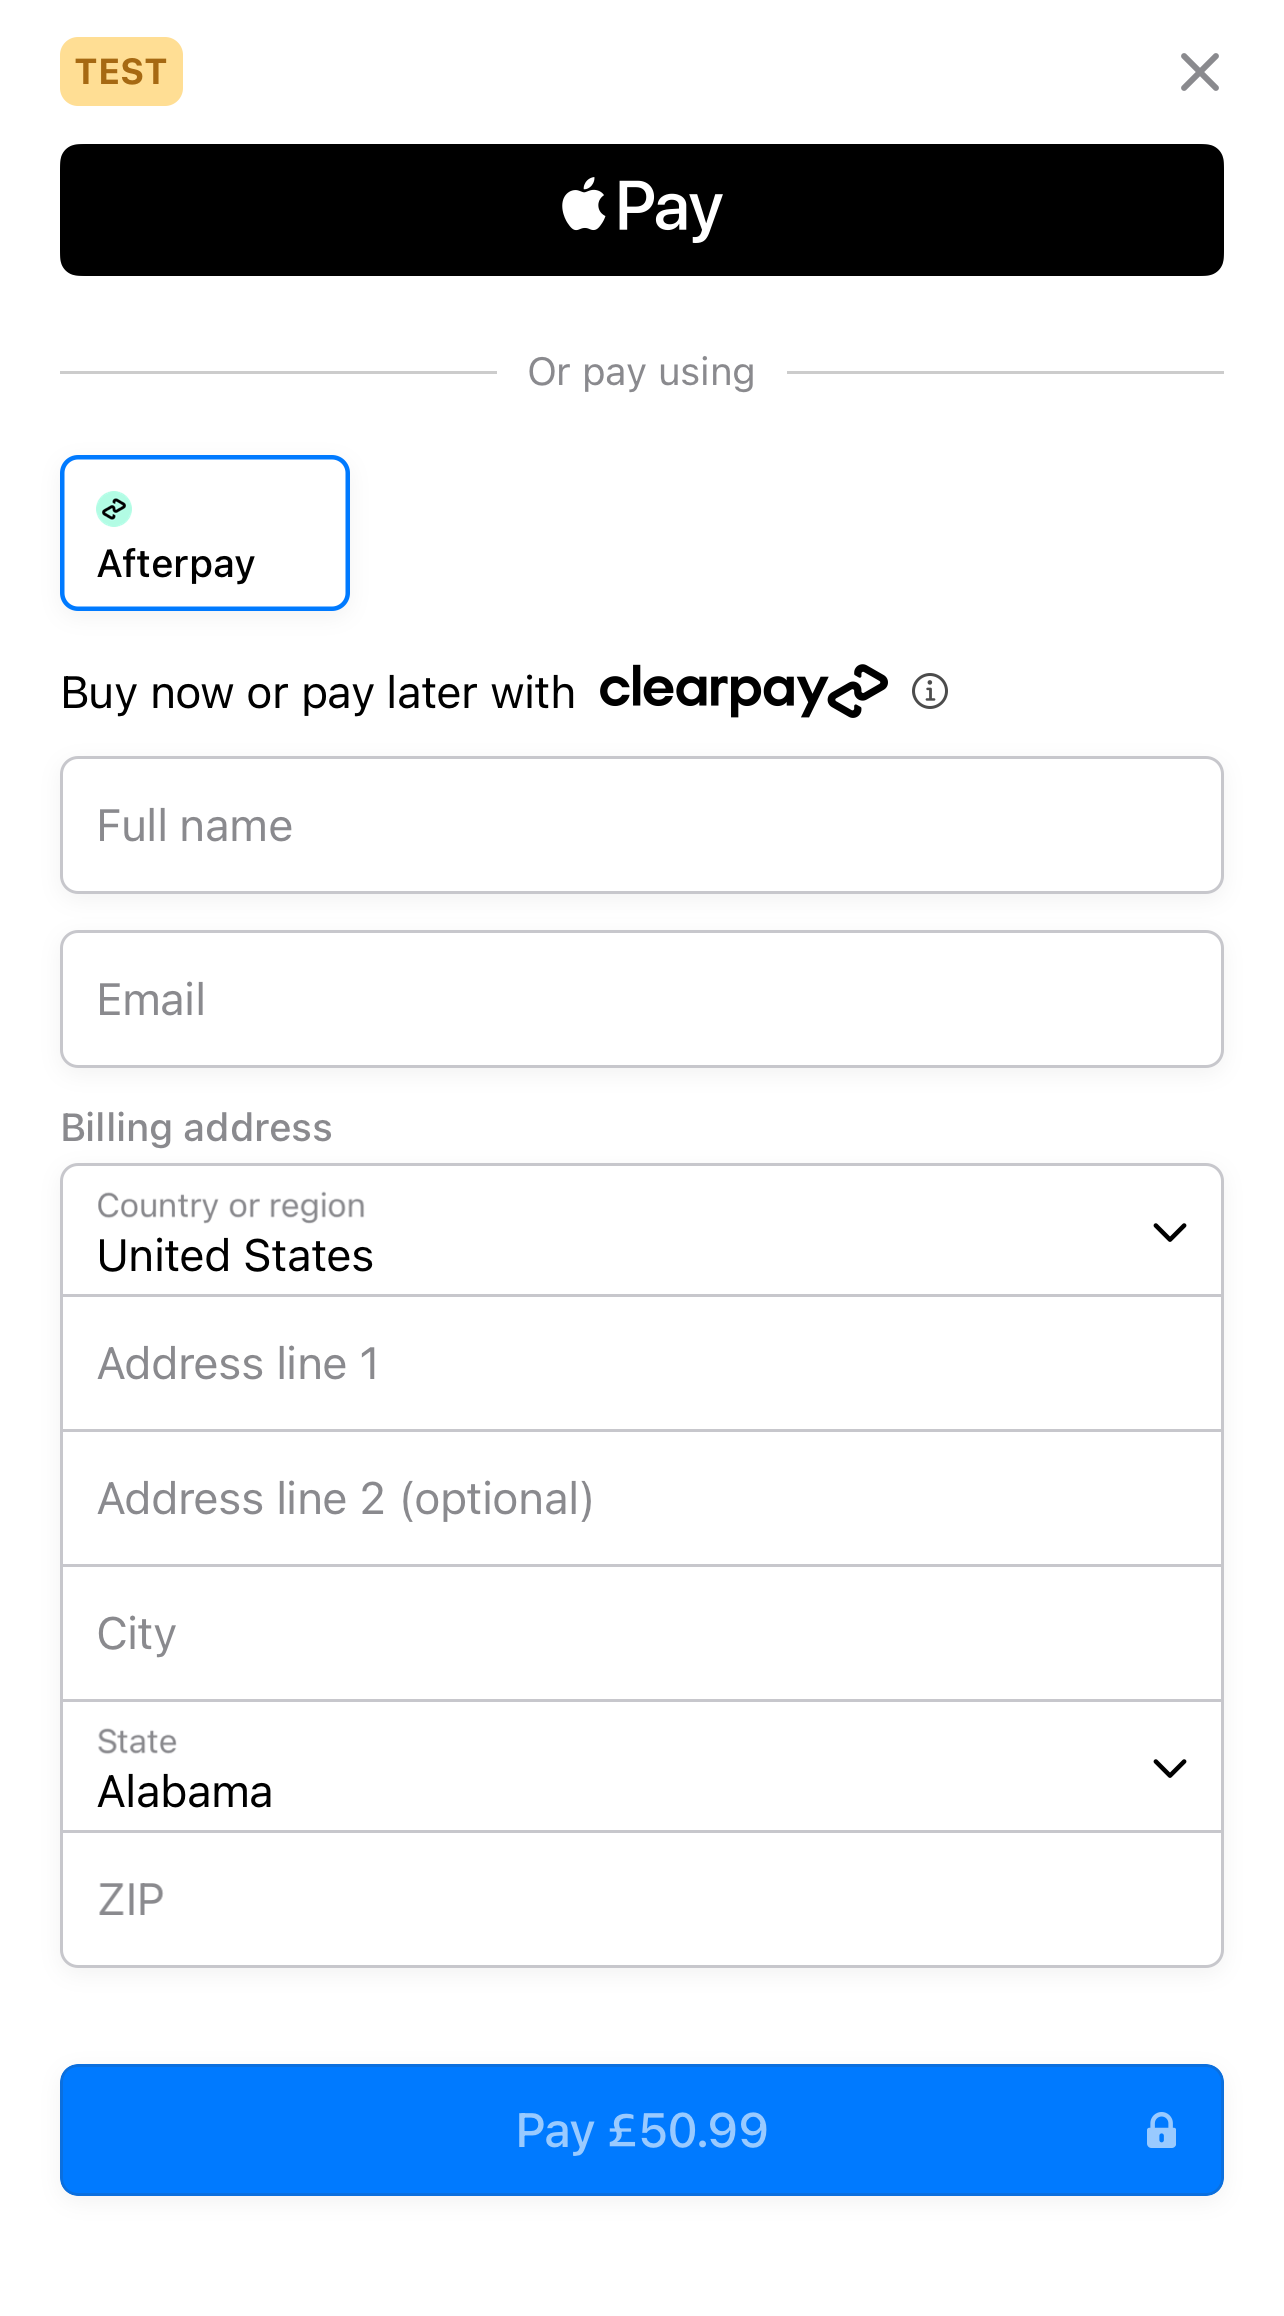 TEST
Pay
Or pay using
Afterpay
Buy now or pay later with clearpay
Full name
Email
Billing address
Country or region
United States
Address line 1
Address line 2 (optional)
City
State
Alabama
ZIP
Pay £50.99